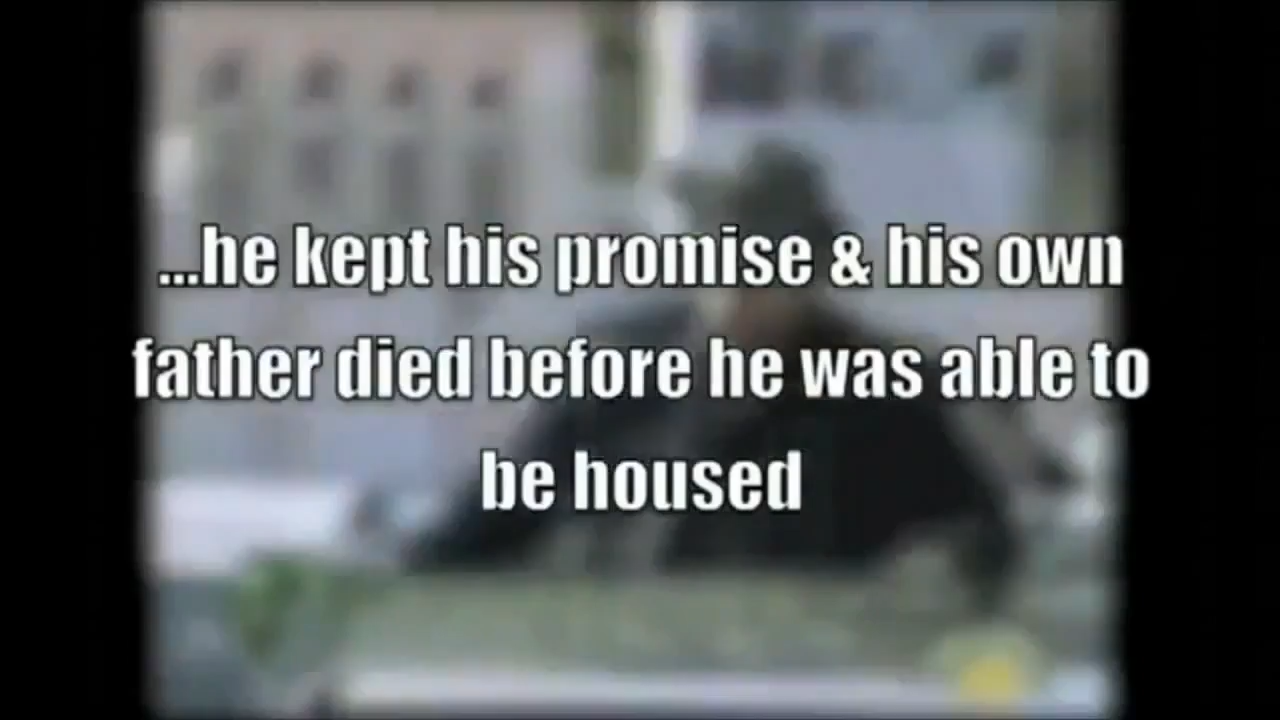 ...he kept his promise & his own
father died before he was able to
be housed